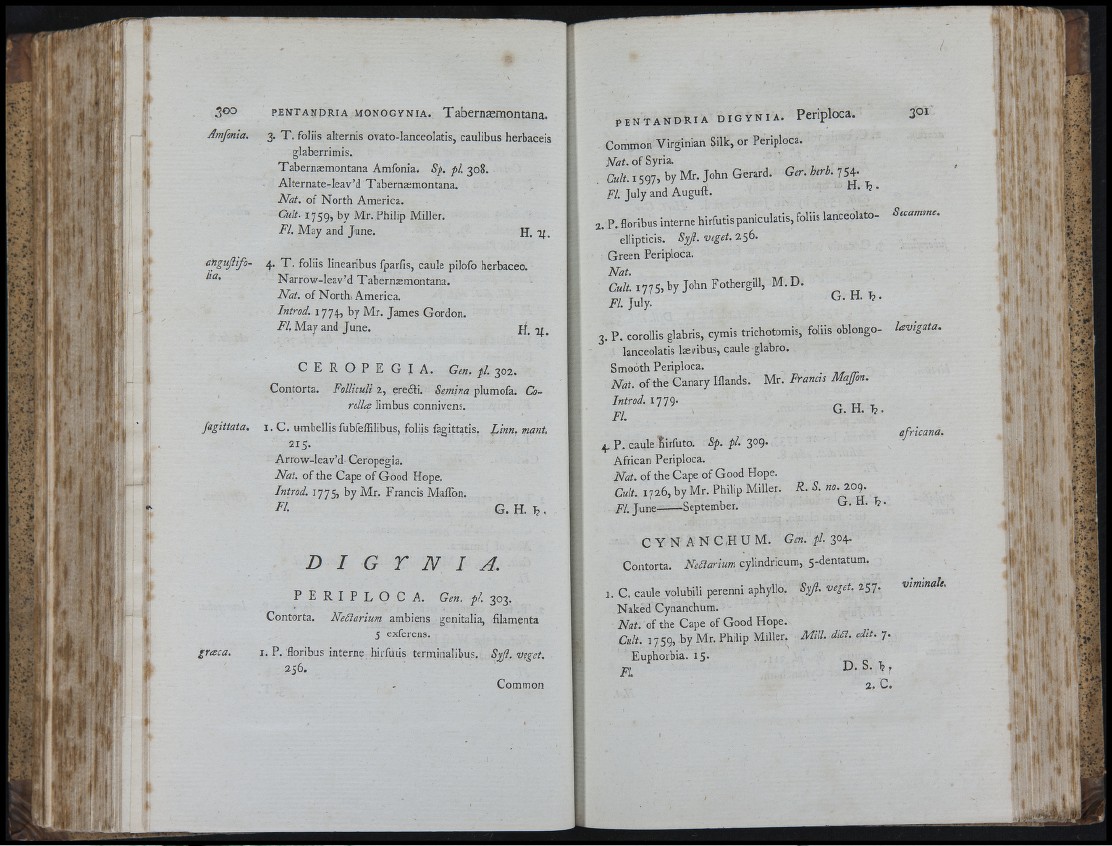 300 PENTANDRIA MONOGYNIA. Tabernæmontana.
Amſonia. 3. T. foliis alternis ovato-lanceolatis, caulibus herbaceis
glaberrimis.
Tabernæmontana Amſonia. Sp. pl. 308.
Alternate-leav'd Tabernæmontana.
Nat. of North America.
Cult. 1759, by Mr. Philip Miller.
Fl. May and June. H. ♃.
anguſtifo-
lia.
4. T. foliis linearibus ſparſis, caule piloſo herbaceo.
Narrow-leav'd Tabernæmontana.
Nat. of North America.
Introd. 1774, by Mr. James Gordon.
Fl. May and June. H. ♃.
CEROPEGIA. Gen. pl. 302.
Contorta. Follituli 2, erecti. Semina plumoſa. Co-
rollæ limbus connivens.
ſagittata. 1. C. umbellis ſubſeſſilibus, foliis ſagittatis. Linn. mant.
215.
Arrow-leav'd Ceropegia.
Nat. of the Cape of Good Hope.
Introd. 1775, by Mr. Francis Maſſon.
Fl. G. H. ♄.
DIGYNIA.
PERIPLOCA. Gen. pl. 303.
Contorta. Nectarium ambiens genitalia, filamenta
5 exſerens.
græca. 1. P. floribus interne hirſutis terminalibus. Syſt. veget.
256.
Common
PENTANDRIA DIGYNIA. Periploca. 301
Common Virginian Silk, or Periploca.
Nat. of Syria.
Cult. 1597, by Mr. John Gerard. Ger. herb. 754.
Fl. July and Auguſt. H. ♄.
2. P. floribus interne hirſutis paniculatis, foliis lanceolato- Secamone.
ellipticis. Syſt. veget. 256.
Green Periploca.
Nat.
Cult. 1775, by John Fothergill, M.D.
Fl. July. G. H. ♄.
3. P. corollis glabris, cymis trichotomis, foliis oblongo- lævigata.
lanceolatis lævibus, caule glabro.
Smooth Periploca.
Nat. of the Canary Iſlands. Mr. Francis Maſſon.
Introd. 1779.
Fl. G. H. ♄.
4. P. caule hirſuto. Sp. pl. 309. africana.
African Periploca.
Nat. of the Cape of Good Hope.
Cult. 1726, by Mr. Philip Miller. R. S. no. 209.
Fl. June——September. G. H. ♄.
CYNANCHUM. Gen. pl. 304.
Contorta. Nectarium cylindricum, 5-dentatum.
1. C. caule volubili perenni aphyllo. Syſt. veget. 257. viminale.
Naked Cynanchum.
Nat. of the Cape of Good Hope.
Cult. 1759, by Mr. Philip Miller. Mill. dict. edit. 7.
Euphorbia. 15.
Fl. D. S. ♄.
2. C.